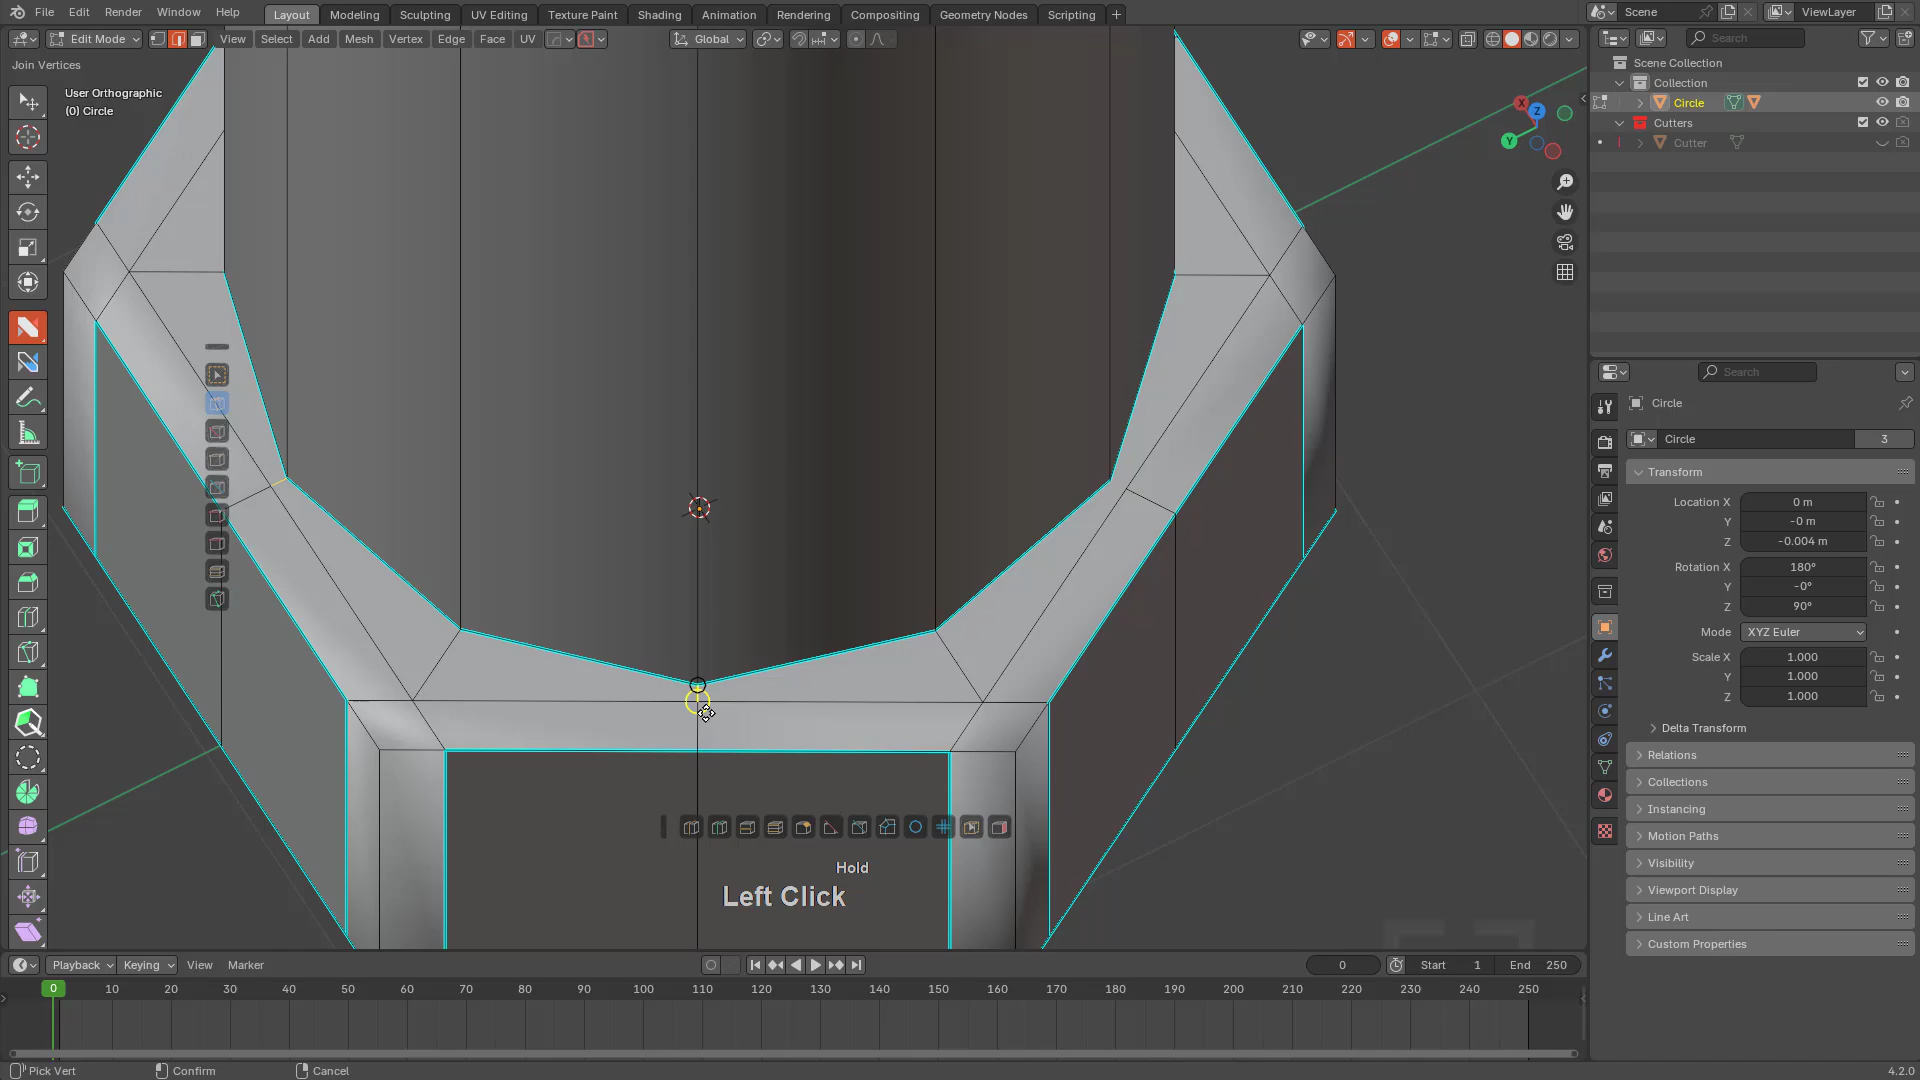 File Edit Render Window Help
Layout Modeling Sculpting UV Editing Texture Paint Shading Animation Rendering Compositing Geometry Nodes Scripting
Scene
ViewLayer
Edit Mode View Select Add Mesh Vertex Edge Face UV
Global
Search
Join Vertices
User Orthographic
(0) Circle
X
Y
Z
Scene Collection
Collection
Circle
Cutters
Cutter
Search
Circle
Circle 3
Transform
Location X 0 m
Y -0 m
Z -0.004 m
Rotation X 180°
Y -0°
Z 90°
Mode XYZ Euler
Scale X 1.000
Y 1.000
Z 1.000
Delta Transform
Relations
Collections
Instancing
Motion Paths
Visibility
Viewport Display
Line Art
Custom Properties
Hold
Left Click
Playback Keying View Marker
0 Start 1 End 250
0 10 20 30 40 50 60 70 80 90 100 110 120 130 140 150 160 170 180 190 200 210 220 230 240 250
Pick Vert Confirm Cancel
4.2.0